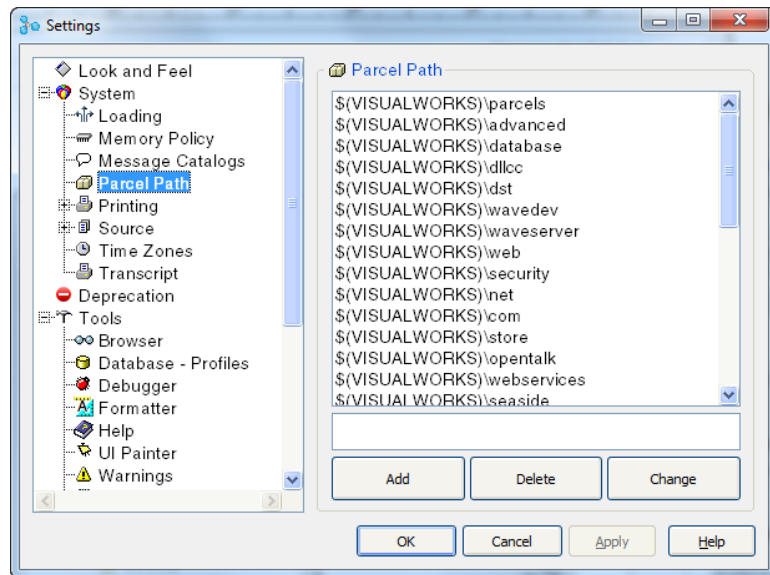 Settings
Look and Feel
System
Loading
Memory Policy
Message Catalogs
Parcel Path
Printing
Source
Time Zones
Transcript
Deprecation
Tools
Browser
Database - Profiles
Debugger
Formatter
Help
UI Painter
Warnings
Parcel Path
$(VISUALWORKS)\parcels
$(VISUALWORKS)\advanced
$(VISUALWORKS)\database
$(VISUALWORKS)\dllcc
$(VISUALWORKS)\dst
$(VISUALWORKS)\wavedev
$(VISUALWORKS)\waveserver
$(VISUALWORKS)\web
$(VISUALWORKS)\security
$(VISUALWORKS)\net
$(VISUALWORKS)\com
$(VISUALWORKS)\store
$(VISUALWORKS)\opentalk
$(VISUALWORKS)\webservices
$(VISUALWORKS)\seaside
Add Delete Change
OK Cancel Apply Help